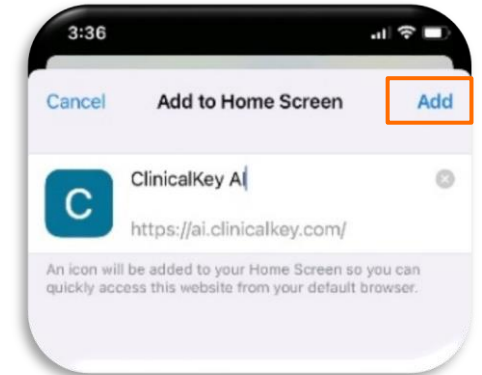 3:36
Cancel Add to Home Screen Add
C
ClinicalKey AI
https://ai.clinicalkey.com/
An icon will be added to your Home Screen so you can
quickly access this website from your default browser.